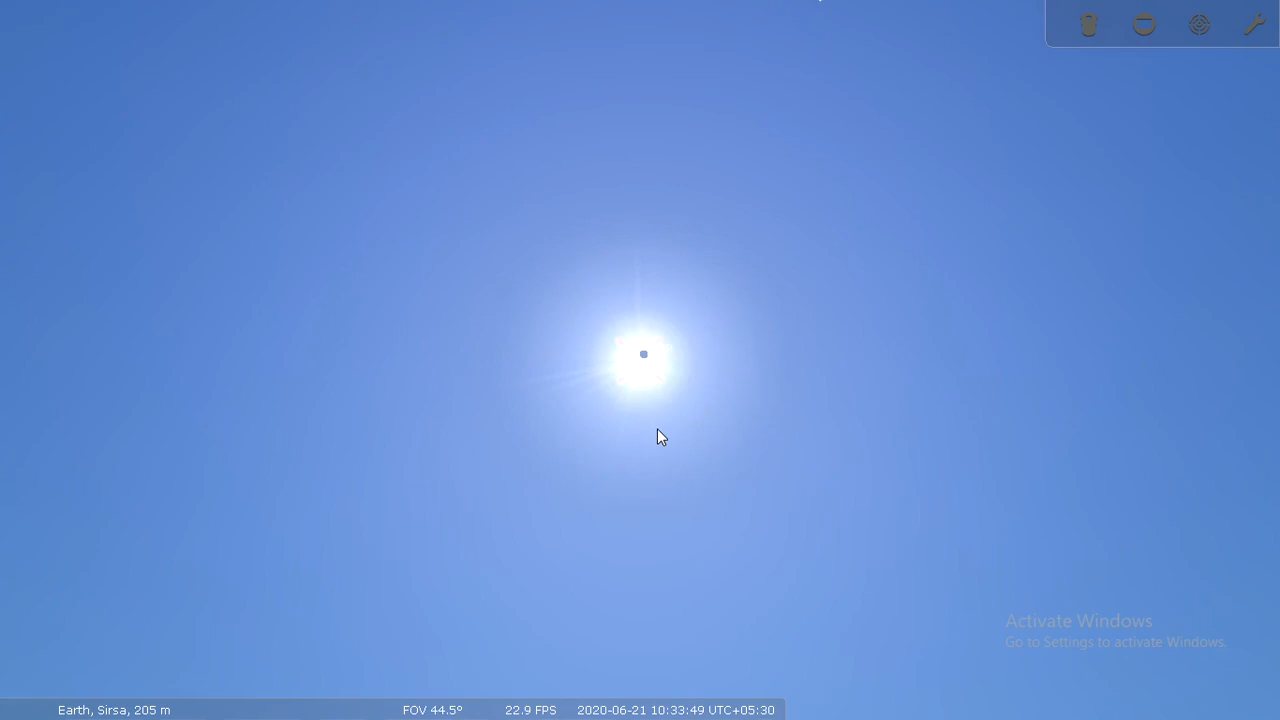 Activate Windows
Go to Settings to activate Windows.
Earth, Sirsa, 205 m FOV 44.5° 22.9 FPS 2020-06-21 10:33:49 UTC+05:30